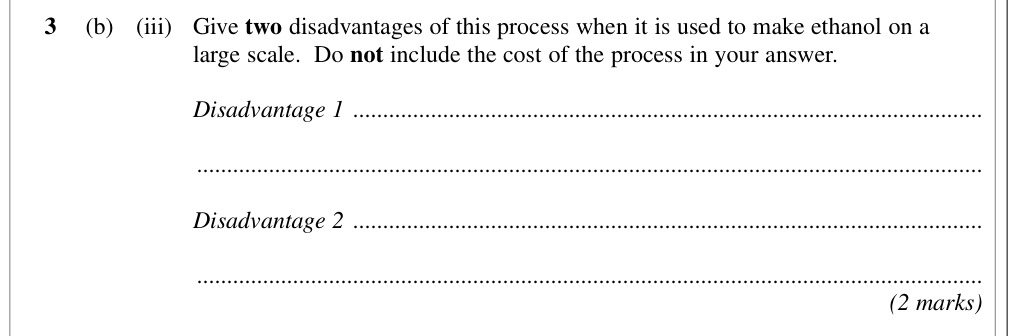 3 (b) (iii) Give two disadvantages of this process when it is used to make ethanol on a
large scale. Do not include the cost of the process in your answer.
Disadvantage 1 ..........................................................................................................
....................................................................................................................................
Disadvantage 2 ..........................................................................................................
....................................................................................................................................
(2 marks)